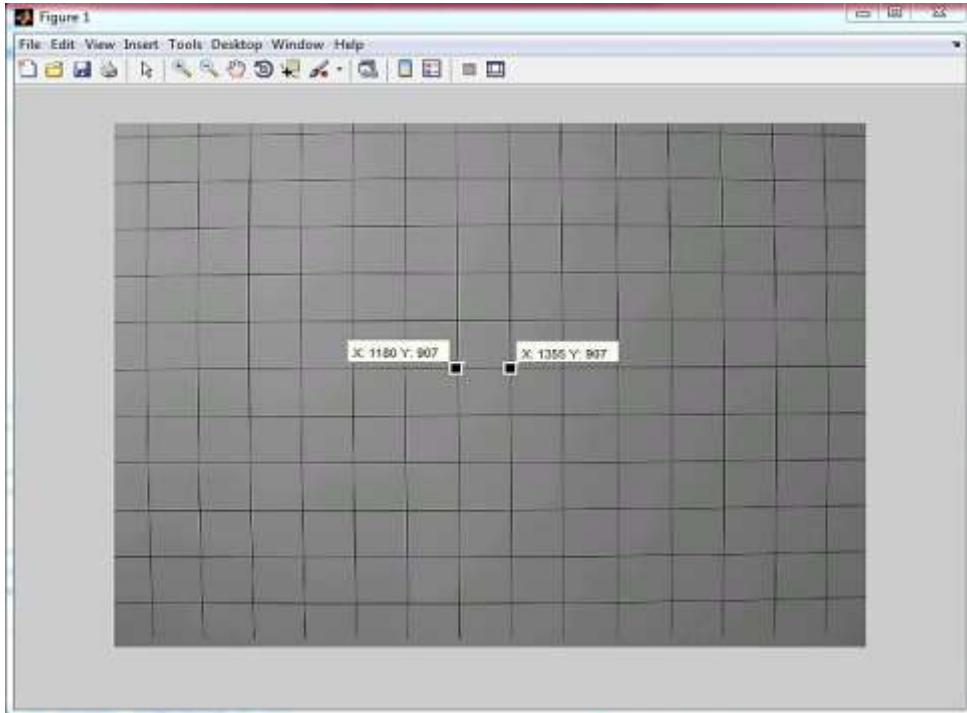 Figure 1
File Edit View Insert Tools Desktop Window Help
X: 1180 Y: 907
X: 1355 Y: 907